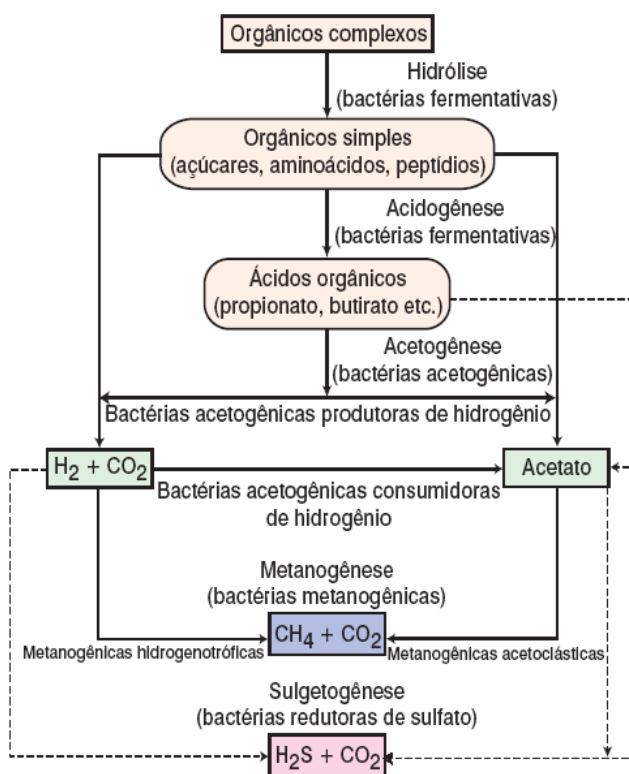 Orgânicos complexos
Hidrólise
(bactérias fermentativas)
Orgânicos simples
(açúcares, aminoácidos, peptídios)
Acidogênese
(bactérias fermentativas)
Ácidos orgânicos
(propionato, butirato etc.)
Acetogênese
(bactérias acetogênicas)
Bactérias acetogênicas produtoras de hidrogênio
H2 + CO2
Acetato
Bactérias acetogênicas consumidoras
de hidrogênio
Metanogênese
(bactérias metanogênicas)
CH4 + CO2
Metanogênicas hidrogenotróficas
Metanogênicas acetoclásticas
Sulgetogênese
(bactérias redutoras de sulfato)
H2S + CO2